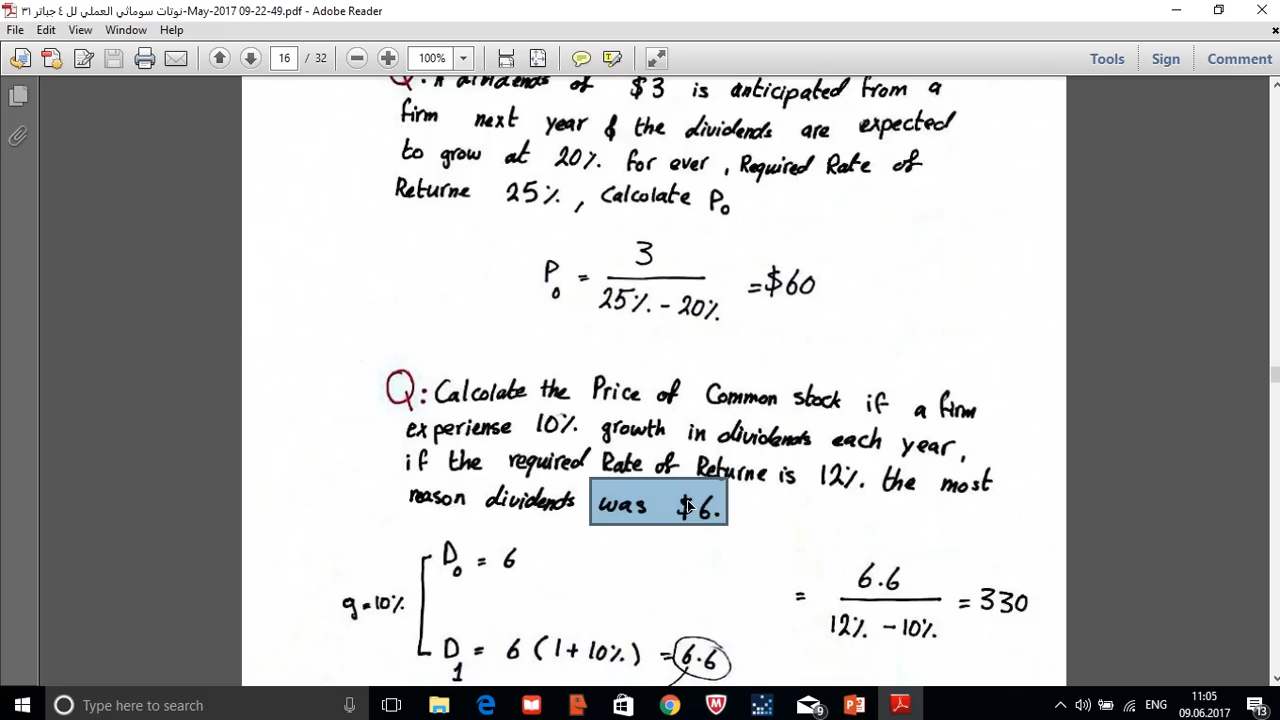 نوتات سوماثي العملي لل ٤ جباتر ٣١-May-2017 09-22-49.pdf - Adobe Reader
File Edit View Window Help
16 / 32 100% Tools Sign Comment
dividends of $3 is anticipated from a
firm next year & the dividends are expected
to grow at 20% for ever, Required Rate of
Returne 25%, Calculate P0
P0 = 3 / 25% - 20% = $60
Q: Calculate the Price of Common stock if a firm
experiense 10% growth in dividends each year,
if the required Rate of Returne is 12% the most
reason dividends was $6.
g = 10%
D0 = 6
D1 = 6 (1 + 10%) = 6.6
= 6.6 / 12% - 10% = 330
Type here to search
ENG
11:05
09.06.2017
9
13